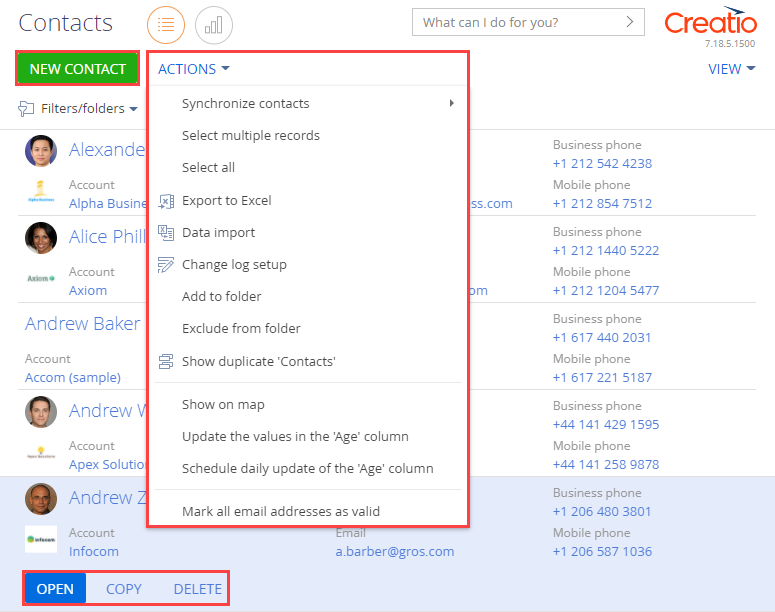 Contacts
What can I do for you?
Creatio
7.18.5.1500
NEW CONTACT
ACTIONS
VIEW
Filters/folders
Synchronize contacts
Select multiple records
Select all
Export to Excel
Data import
Change log setup
Add to folder
Exclude from folder
Show duplicate 'Contacts'
Show on map
Update the values in the 'Age' column
Schedule daily update of the 'Age' column
Mark all email addresses as valid
Alexande
Business phone
+1 212 542 4238
Account
Mobile phone
Alpha Busine
ss.com
+1 212 854 7512
Alice Phill
Business phone
+1 212 1440 5222
Axiom
Account
Mobile phone
Axiom
om
+1 212 1204 5477
Andrew Baker
Business phone
+1 617 440 2031
Account
Mobile phone
Accom (sample)
+1 617 221 5187
Andrew W
Business phone
+44 141 429 1595
Account
Mobile phone
Apex Solutio
+44 141 258 9878
Andrew Z
Business phone
+1 206 480 3801
infocom
Account
Email
Mobile phone
Infocom
a.barber@gros.com
+1 206 587 1036
OPEN
COPY
DELETE